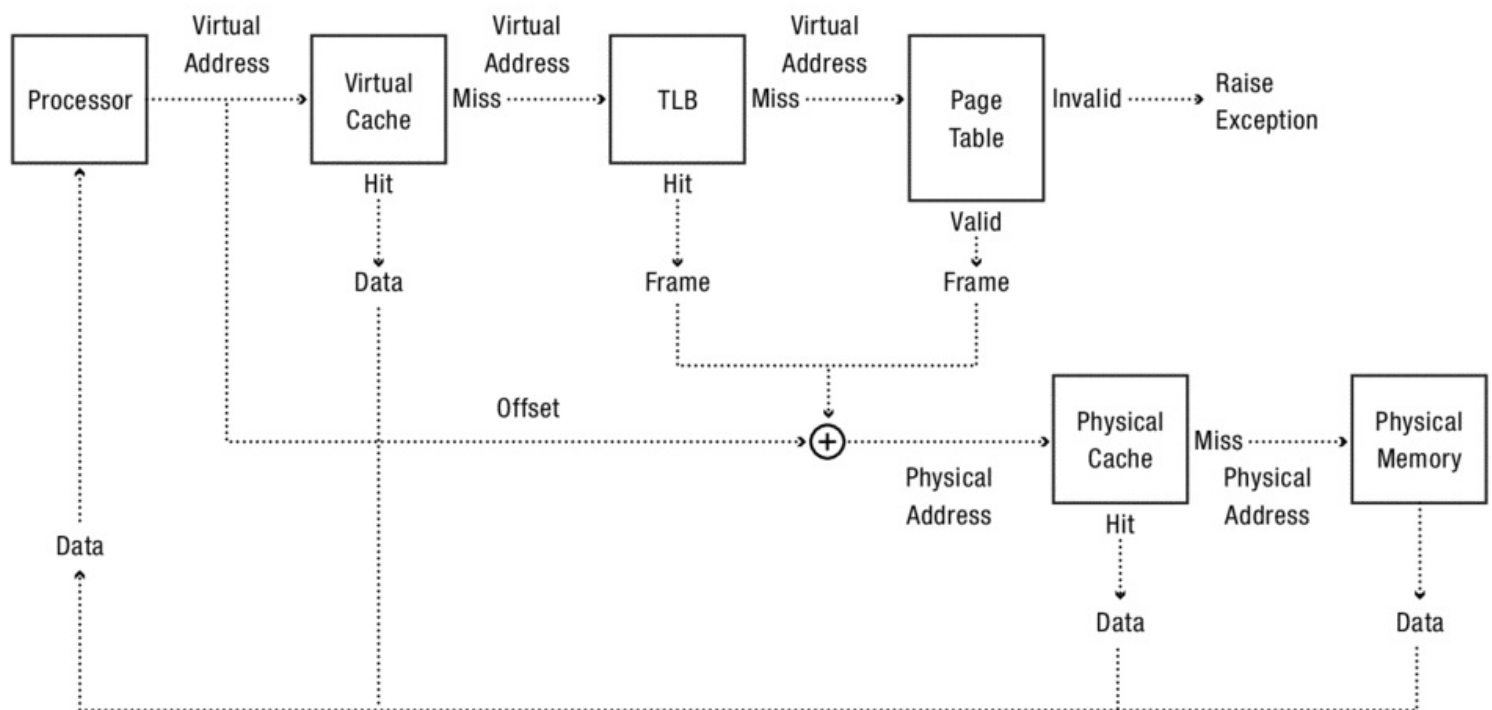 Virtual
Address
Virtual
Address
Virtual
Address
Processor
Virtual
Cache
Miss
TLB
Miss
Page
Table
Invalid
Raise
Exception
Hit
Hit
Valid
Data
Frame
Frame
Offset
+
Physical
Cache
Miss
Physical
Memory
Physical
Address
Physical
Address
Hit
Data
Data
Data